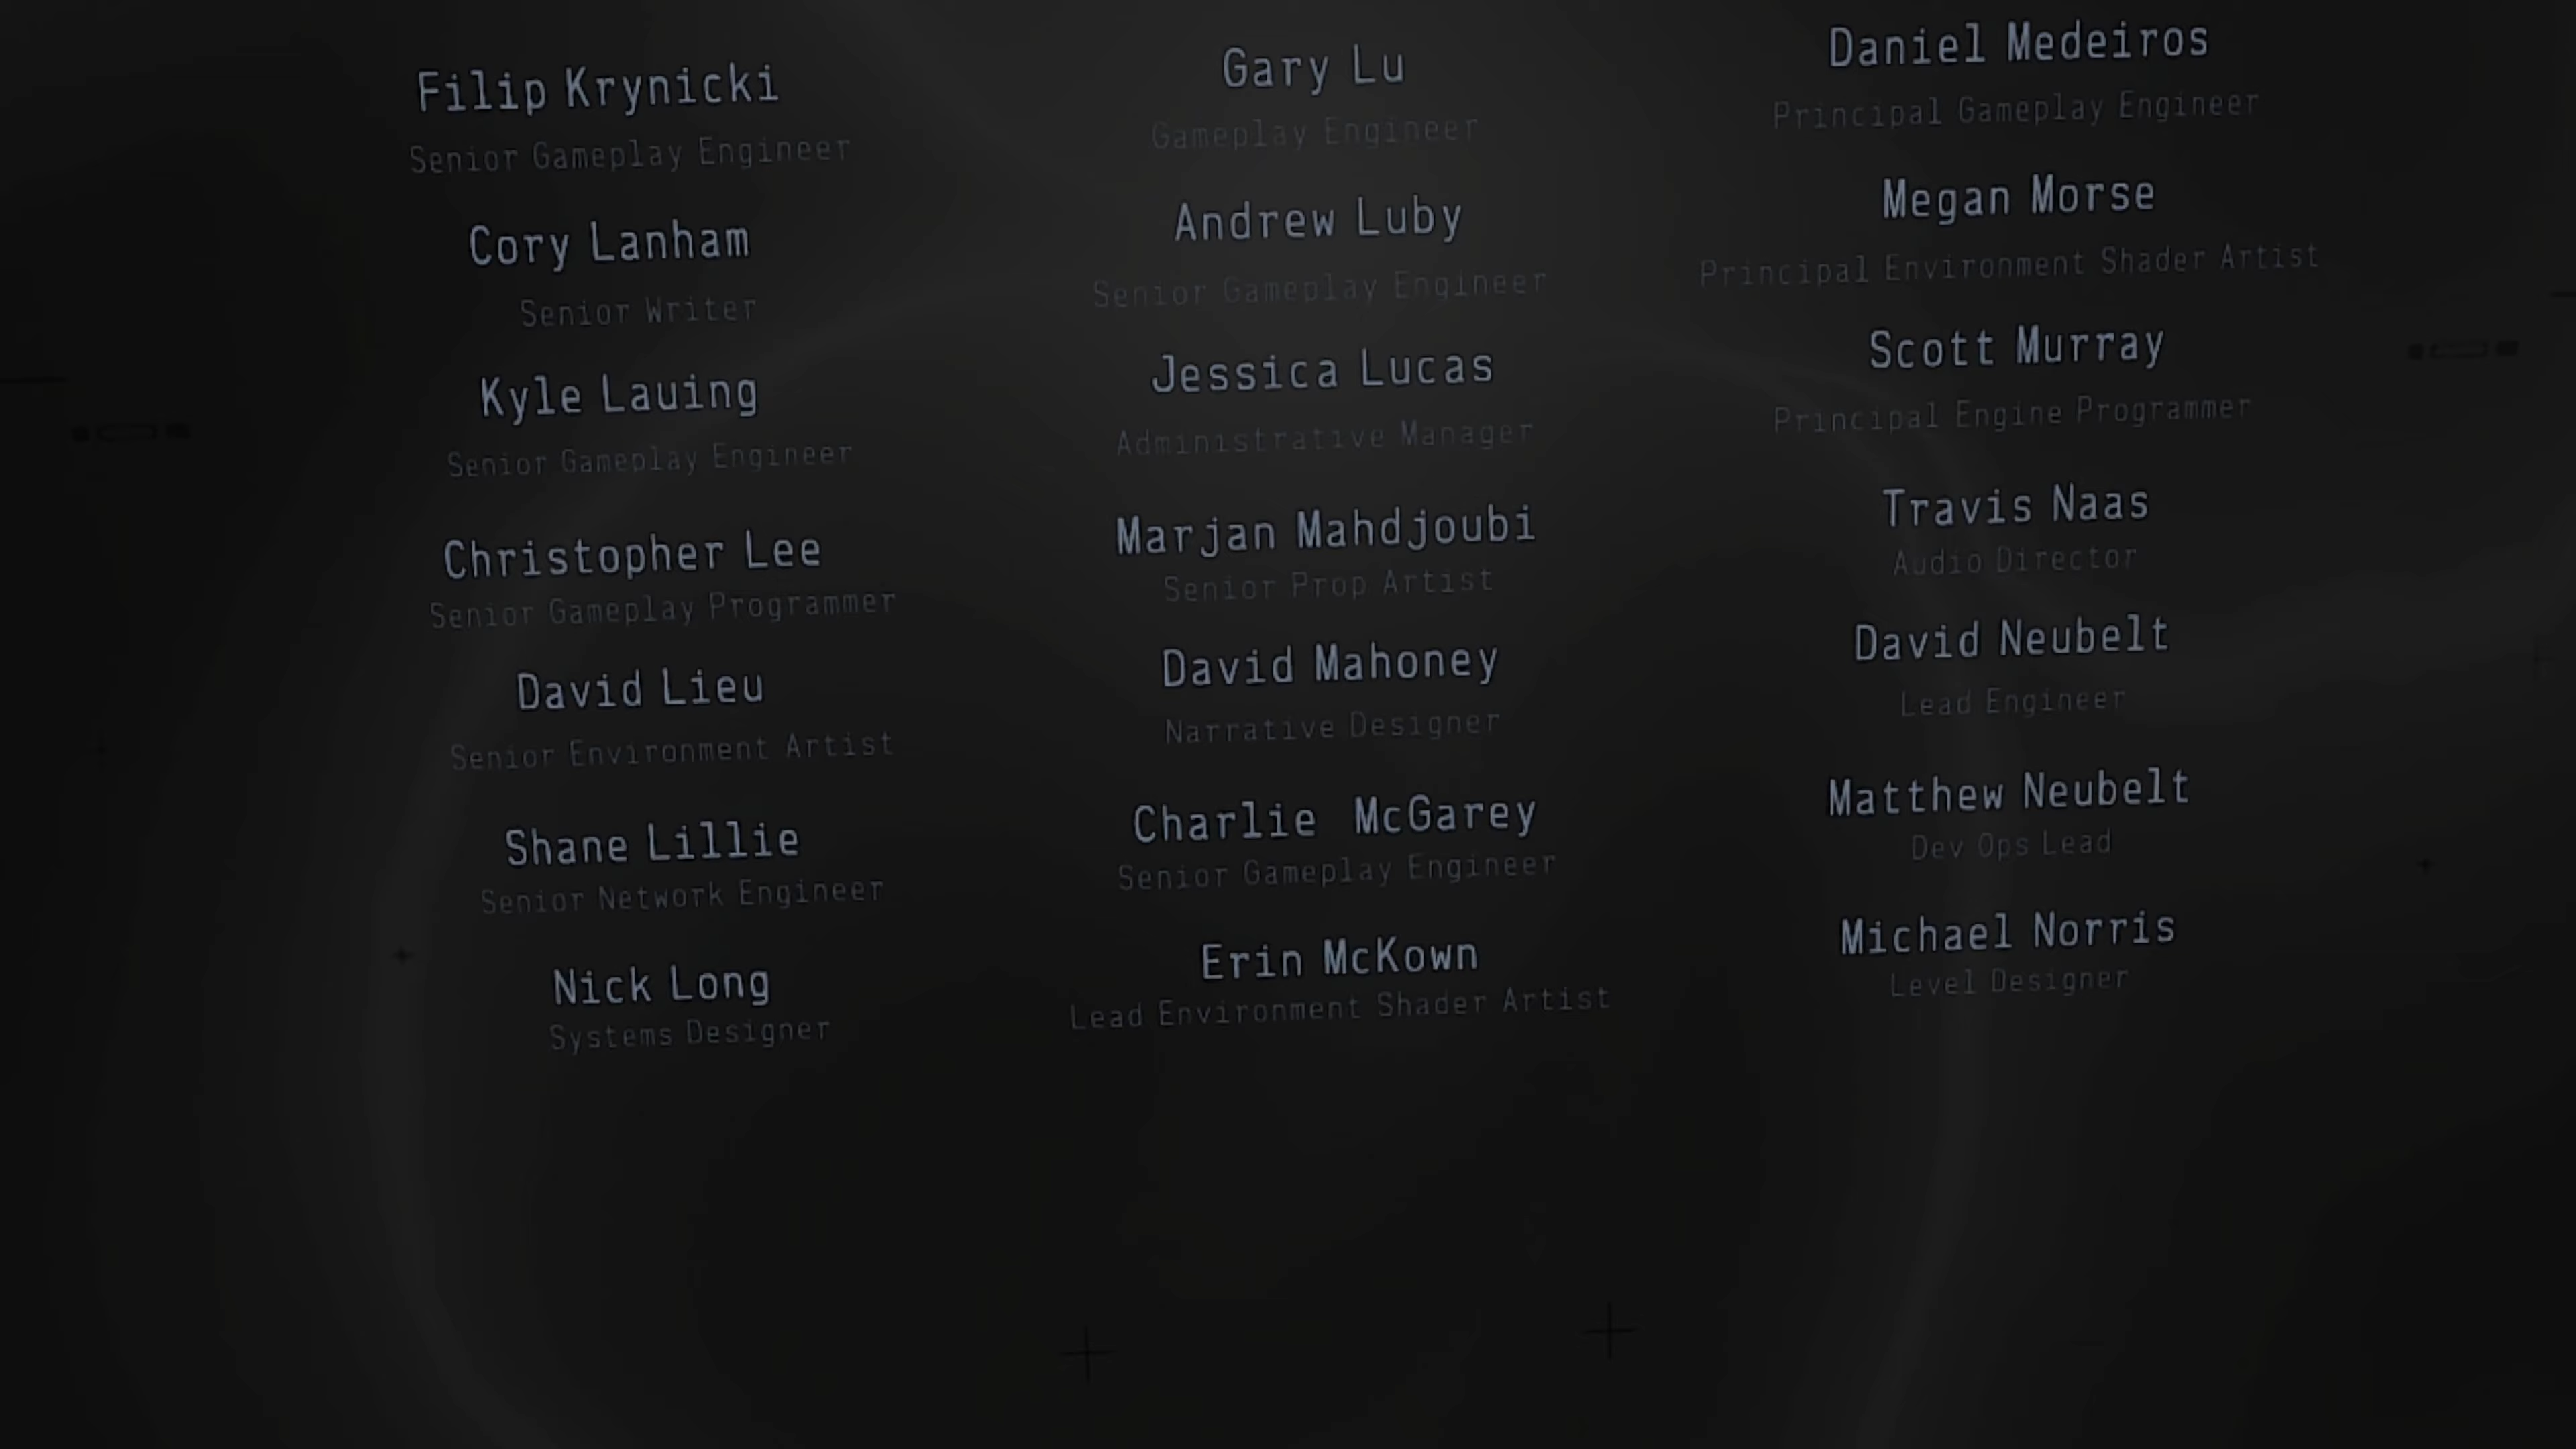 Filip Krynicki
Senior Gameplay Engineer
Cory Lanham
Senior Writer
Kyle Lauing
Senior Gameplay Engineer
Christopher Lee
Senior Gameplay Programmer
David Lieu
Senior Environment Artist
Shane Lillie
Senior Network Engineer
Nick Long
Systems Designer
Gary Lu
Gameplay Engineer
Andrew Luby
Senior Gameplay Engineer
Jessica Lucas
Administrative Manager
Marjan Mahdjoubi
Senior Prop Artist
David Mahoney
Narrative Designer
Charlie McGarey
Senior Gameplay Engineer
Erin McKown
Lead Environment Shader Artist
Daniel Medeiros
Principal Gameplay Engineer
Megan Morse
Principal Environment Shader Artist
Scott Murray
Principal Engine Programmer
Travis Naas
Audio Director
David Neubelt
Lead Engineer
Matthew Neubelt
Dev Ops Lead
Michael Norris
Level Designer